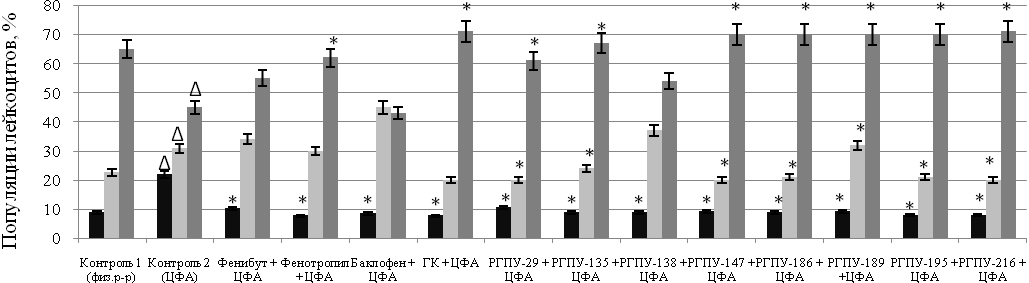 Популяции лейкоцитов, %
80
70
60
50
40
30
20
10
0
Δ Δ Δ
* * * * * * * * * * * * * * * * * * * * * * * * * * * *
Контроль 1 Контроль 2 Фенибут + Фенотропил Баклофен + ГК + ЦФА РГПУ-29 + РГПУ-135 + РГПУ-138 + РГПУ-147 + РГПУ-186 + РГПУ-189 РГПУ-195 + РГПУ-216 +
(физ.р-р) (ЦФА) ЦФА + ЦФА ЦФА ЦФА ЦФА ЦФА ЦФА ЦФА +ЦФА ЦФА ЦФА